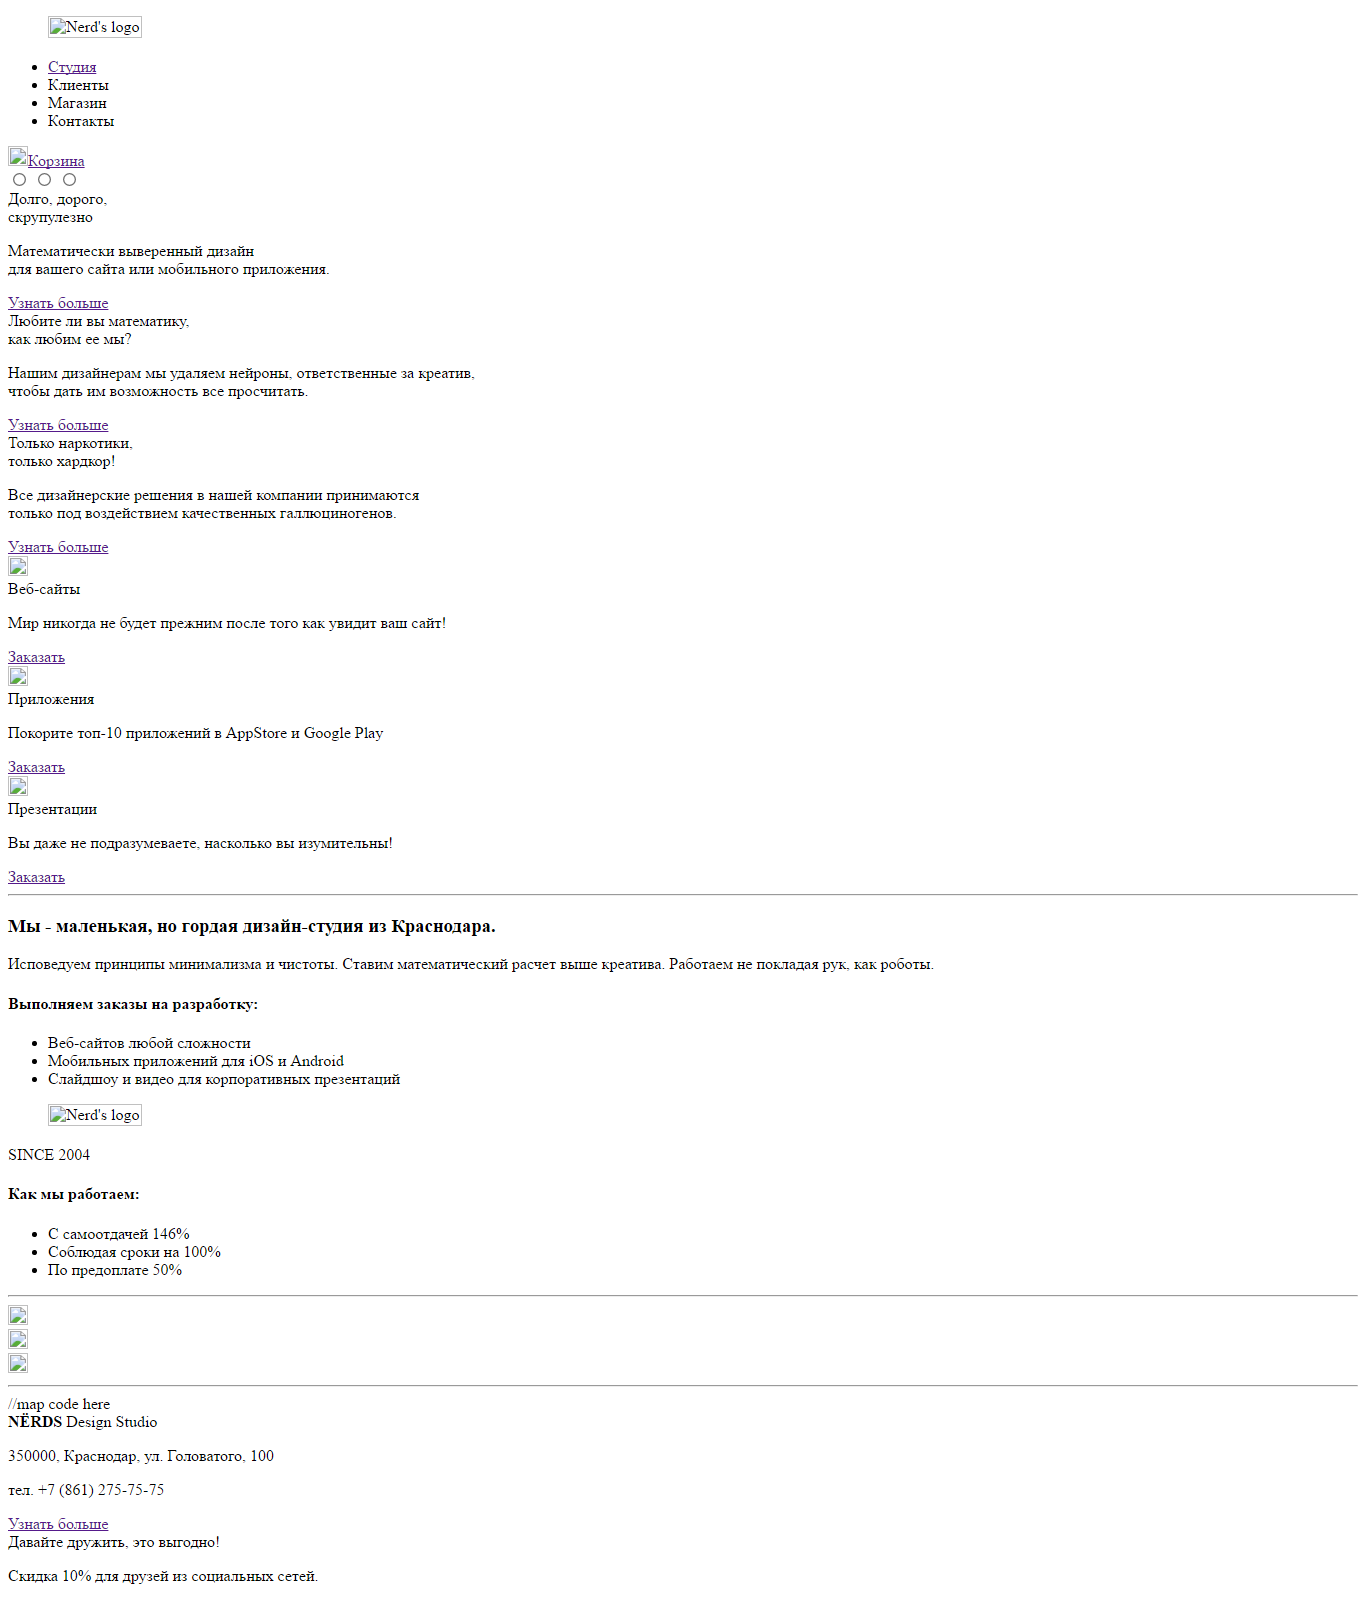 Nerd's logo
Студия
Клиенты
Магазин
Контакты
Корзина
Долго, дорого,
скрупулезно
Математически выверенный дизайн
для вашего сайта или мобильного приложения.
Узнать больше
Любите ли вы математику,
как любим ее мы?
Нашим дизайнерам мы удаляем нейроны, ответственные за креатив,
чтобы дать им возможность все просчитать.
Узнать больше
Только наркотики,
только хардкор!
Все дизайнерские решения в нашей компании принимаются
только под воздействием качественных галлюциногенов.
Узнать больше
Веб-сайты
Мир никогда не будет прежним после того как увидит ваш сайт!
Заказать
Приложения
Покорите топ-10 приложений в AppStore и Google Play
Заказать
Презентации
Вы даже не подразумеваете, насколько вы изумительны!
Заказать
Мы - маленькая, но гордая дизайн-студия из Краснодара.
Исповедуем принципы минимализма и чистоты. Ставим математический расчет выше креатива. Работаем не покладая рук, как роботы.
Выполняем заказы на разработку:
Веб-сайтов любой сложности
Мобильных приложений для iOS и Android
Слайдшоу и видео для корпоративных презентаций
Nerd's logo
SINCE 2004
Как мы работаем:
С самоотдачей 146%
Соблюдая сроки на 100%
По предоплате 50%
//map code here
NЁRDS Design Studio
350000, Краснодар, ул. Головатого, 100
тел. +7 (861) 275-75-75
Узнать больше
Давайте дружить, это выгодно!
Скидка 10% для друзей из социальных сетей.